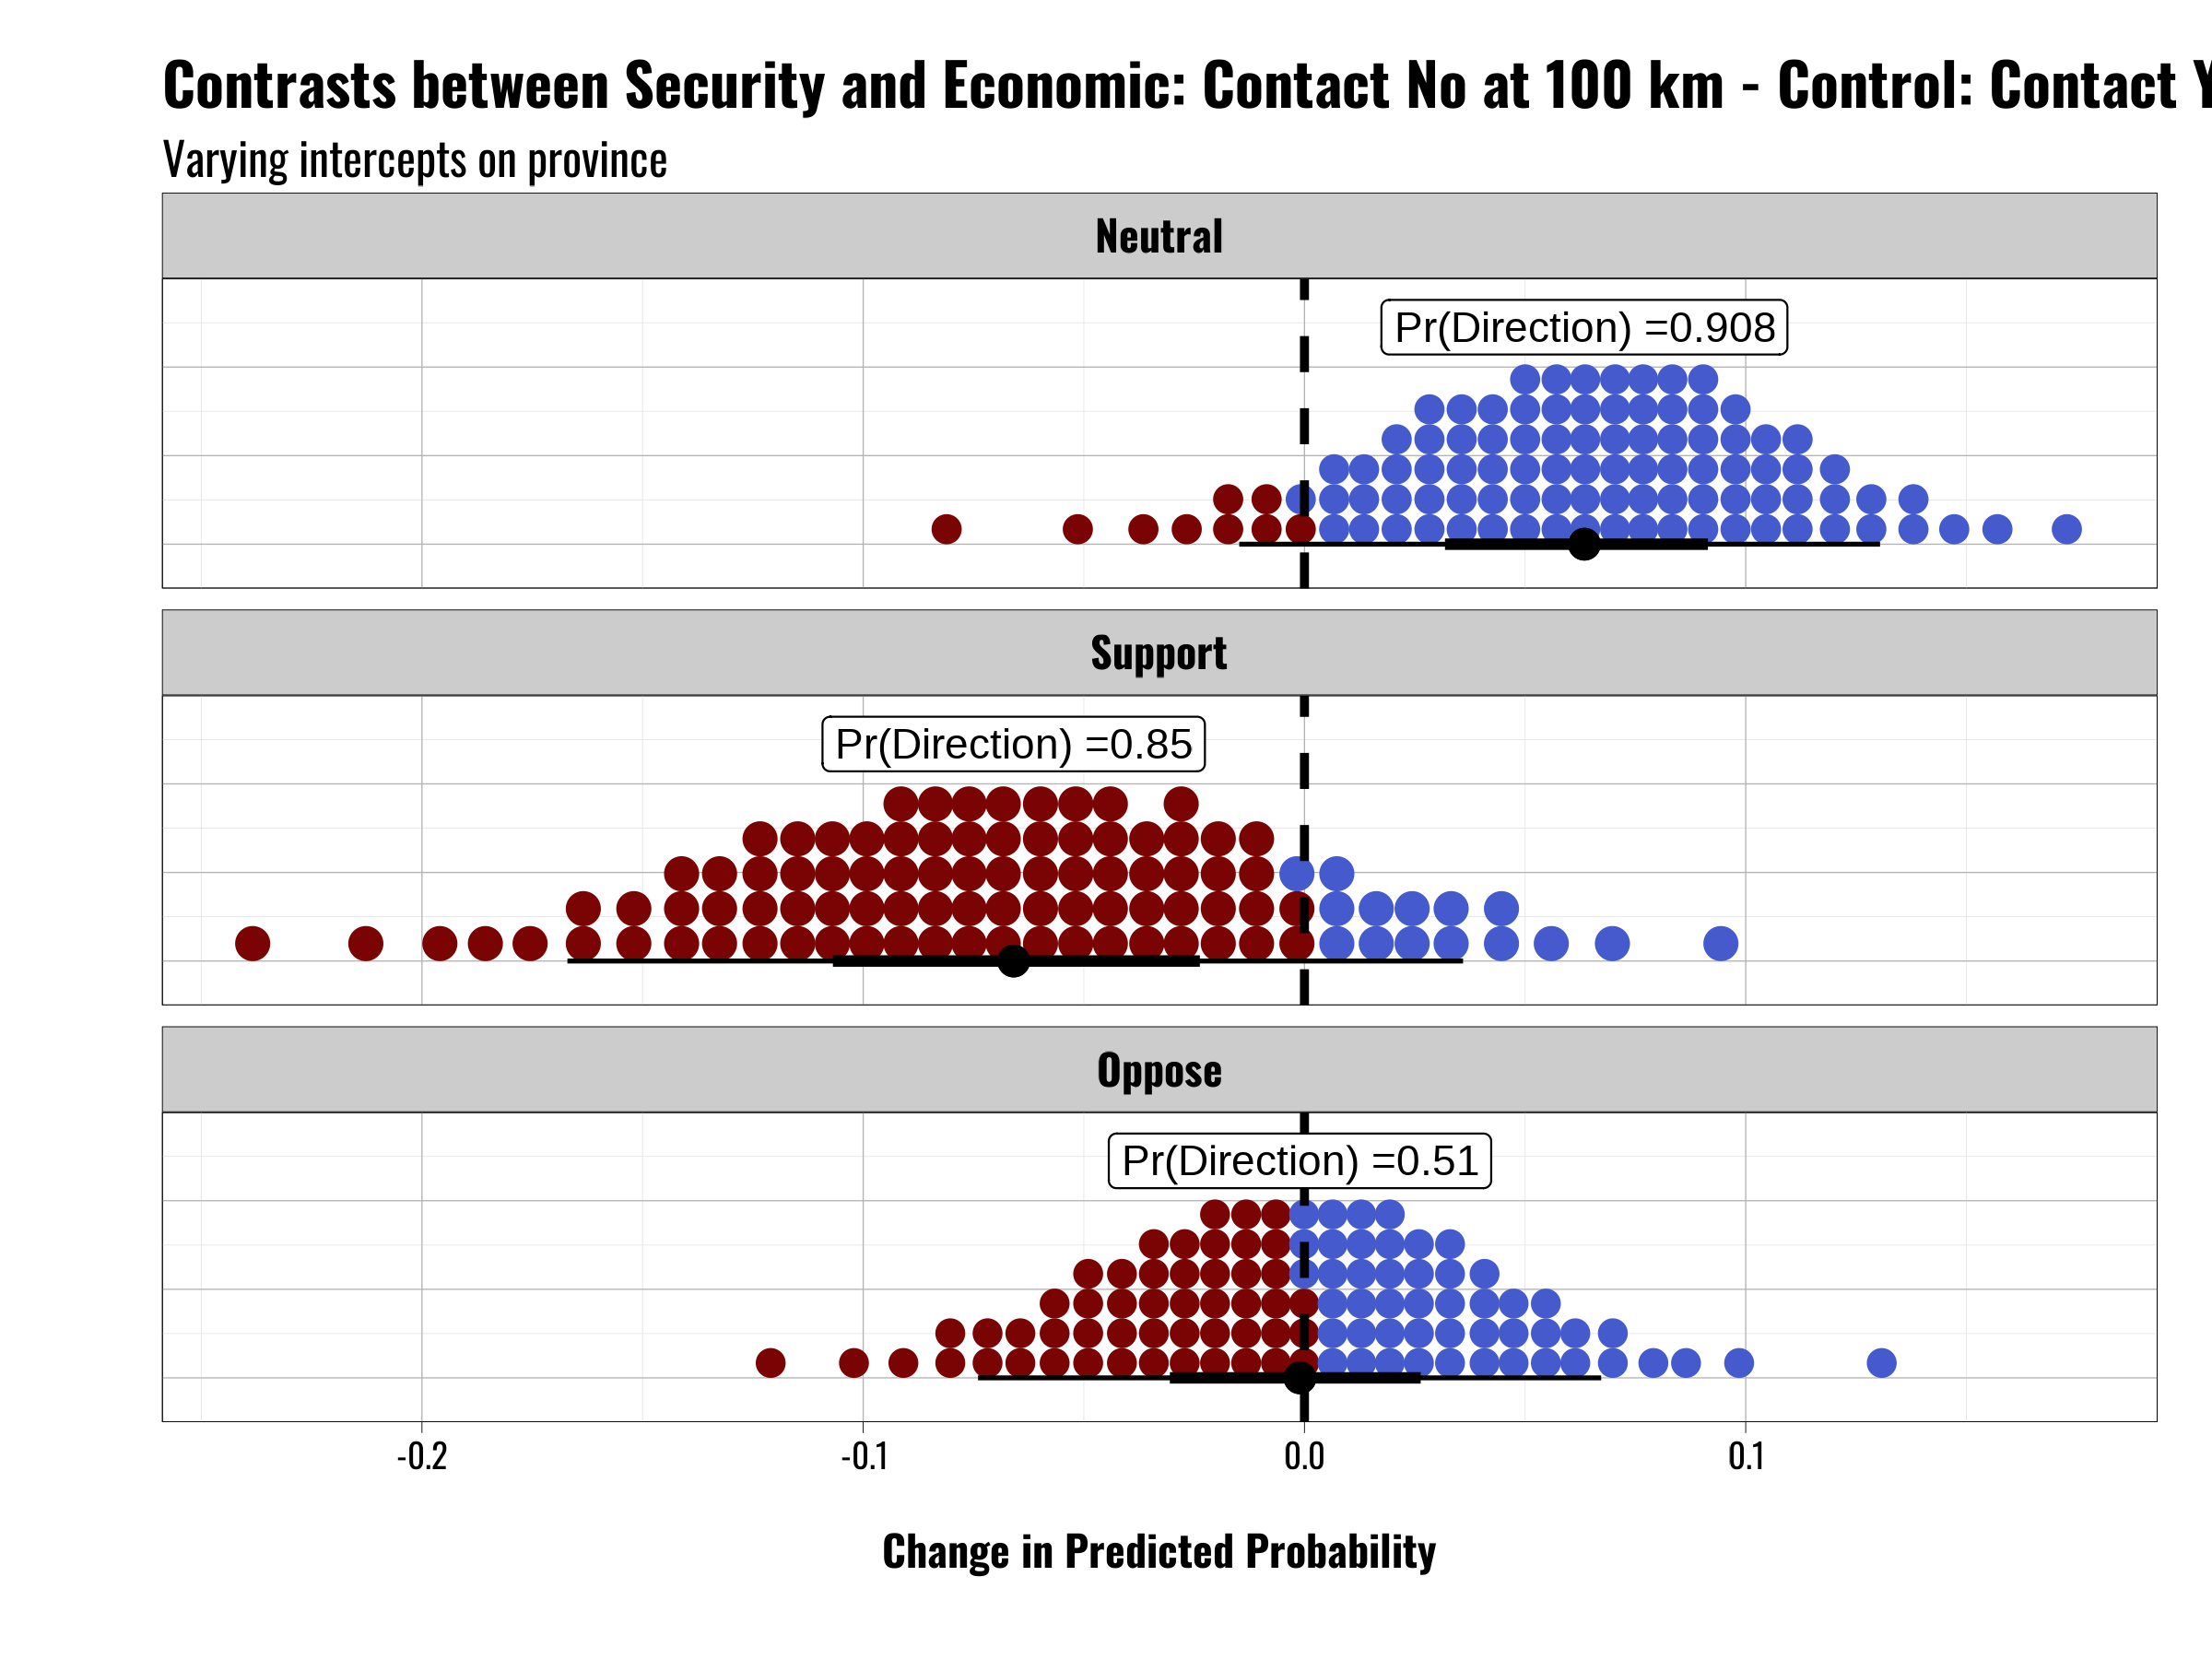 Contrasts between Security and Economic: Contact No at 100 km - Control: Contact Y
Varying intercepts on province
Neutral
Pr(Direction) =0.908
Support
Pr(Direction) =0.85
Oppose
Pr(Direction) =0.51
-0.2 -0.1 0.0 0.1
Change in Predicted Probability